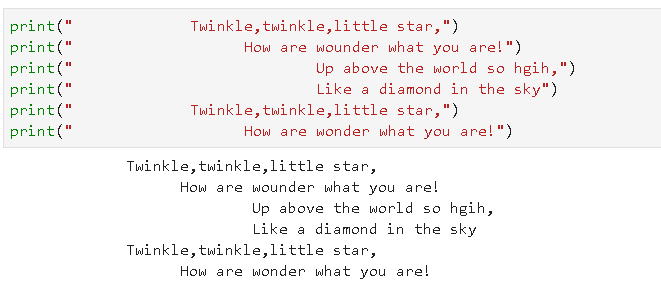 print("             Twinkle,twinkle,little star,")
print("                   How are wounder what you are!")
print("                           Up above the world so hgih,")
print("                           Like a diamond in the sky")
print("             Twinkle,twinkle,little star,")
print("                   How are wonder what you are!")
             Twinkle,twinkle,little star,
                   How are wounder what you are!
                           Up above the world so hgih,
                           Like a diamond in the sky
             Twinkle,twinkle,little star,
                   How are wonder what you are!